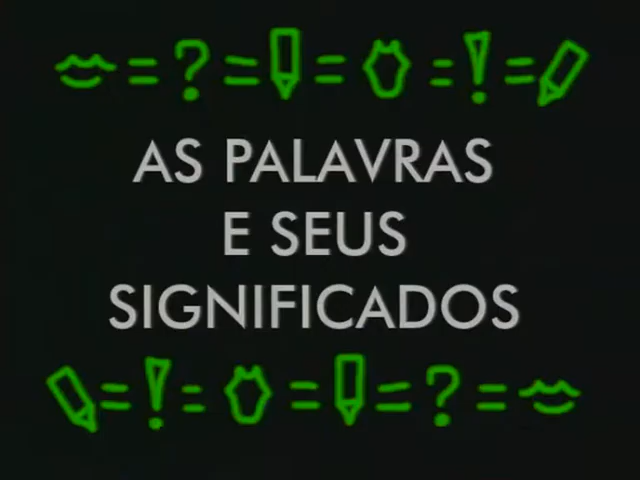 = ? = = = ! =
AS PALAVRAS
E SEUS
SIGNIFICADOS
= ! = = = ? =